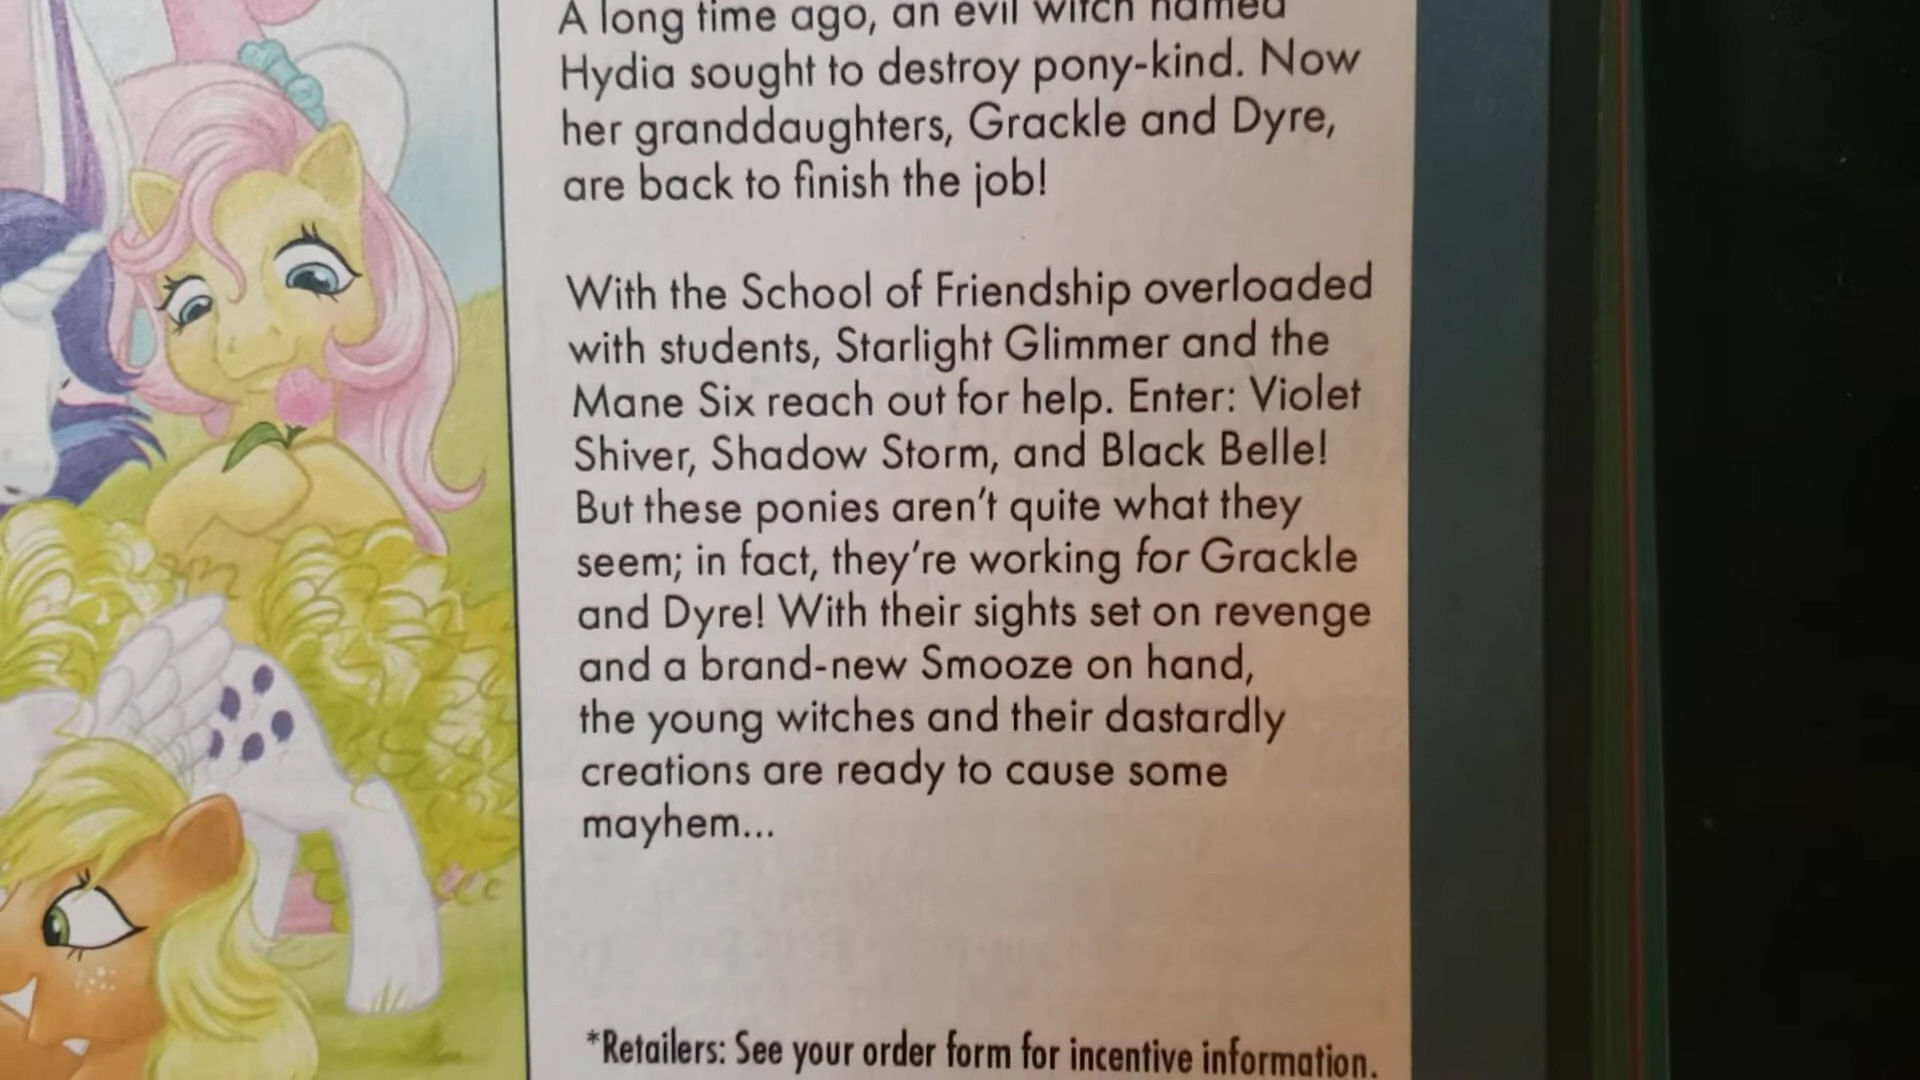 A long time ago, an evil witch named
Hydia sought to destroy pony-kind. Now
her granddaughters, Grackle and Dyre,
are back to finish the job!
With the School of Friendship overloaded
with students, Starlight Glimmer and the
Mane Six reach out for help. Enter: Violet
Shiver, Shadow Storm, and Black Belle!
But these ponies aren't quite what they
seem; in fact, they're working for Grackle
and Dyre! With their sights set on revenge
and a brand-new Smooze on hand,
the young witches and their dastardly
creations are ready to cause some
mayhem...
*Retailers: See your order form for incentive information.